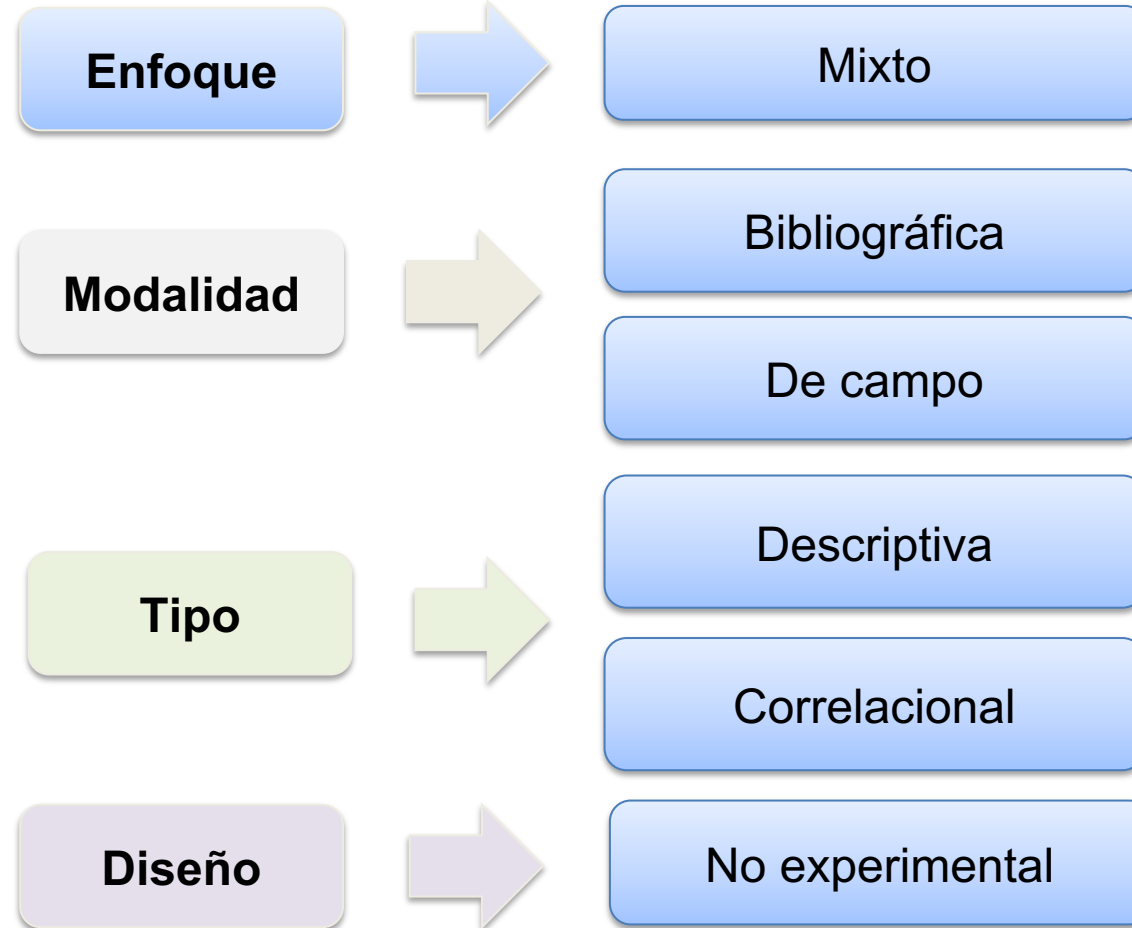 Enfoque
Mixto
Modalidad
Bibliográfica
De campo
Tipo
Descriptiva
Correlacional
Diseño
No experimental